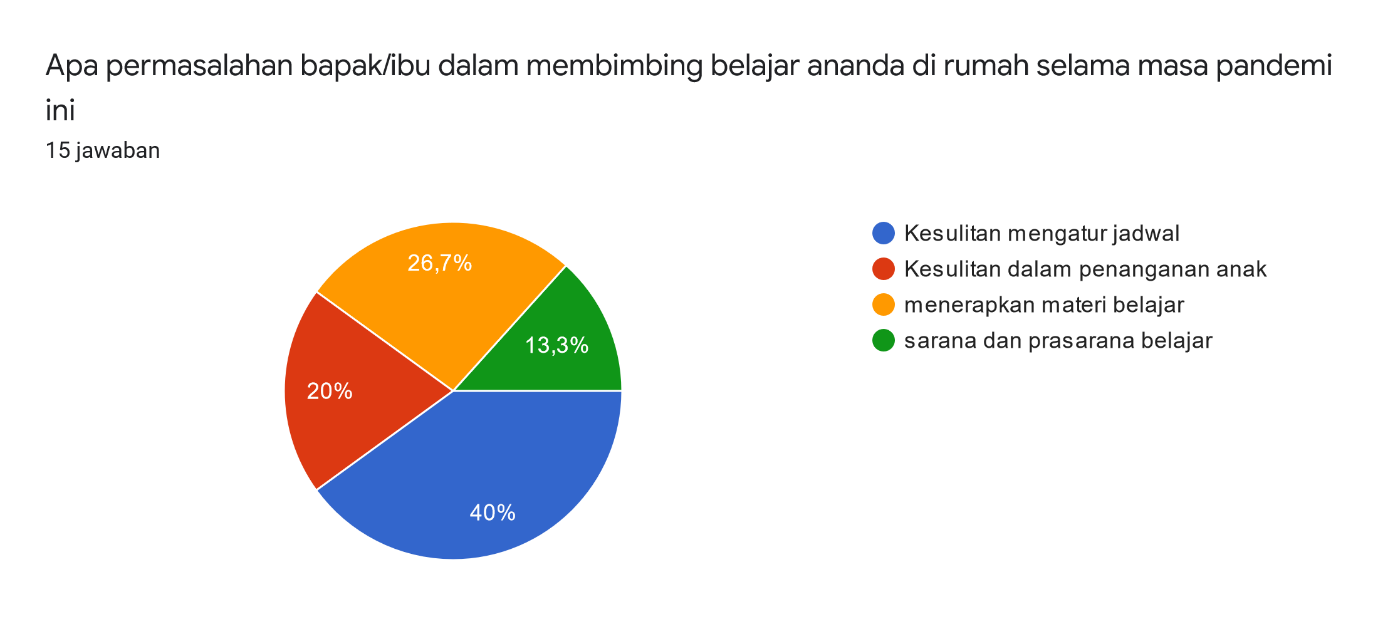 Apa permasalahan bapak/ibu dalam membimbing belajar ananda di rumah selama masa pandemi
ini
15 jawaban
Kesulitan mengatur jadwal
Kesulitan dalam penanganan anak
menerapkan materi belajar
sarana dan prasarana belajar
26,7%
13,3%
20%
40%